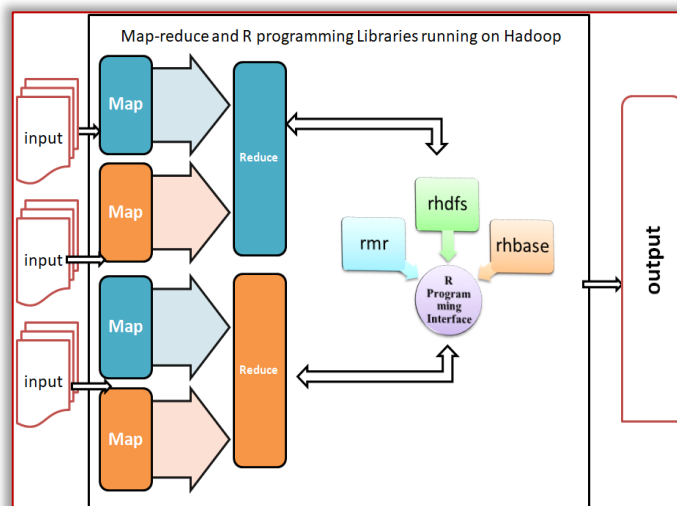 Map-reduce and R programming Libraries running on Hadoop
input
Map
Reduce
Map
input
Map
Reduce
input
Map
rmr
rhdfs
rhbase
R
Program
ming
Interface
output